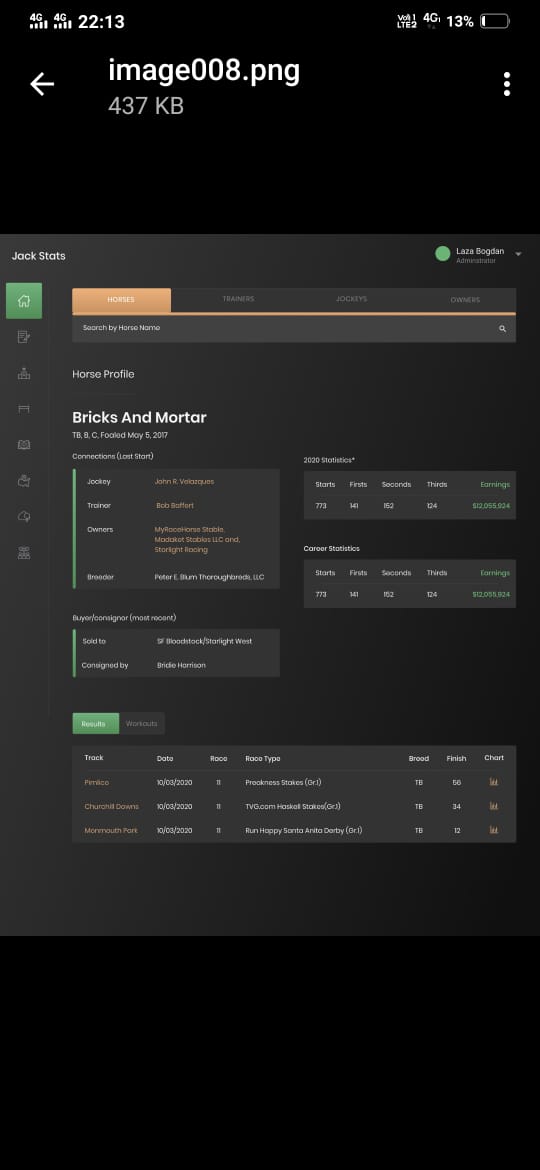 4G 4G 22:13 Vo) 1 LTE2 4G 13%
image008.png
437 KB
Jack Stats
Laza Bogdan
Adminstrator
HORSES TRAINERS JOCKEYS OWNERS
Search by Horse Name
Horse Profile
Bricks And Mortar
TB, B, C, Foaled May 5, 2017
Connections (Last Start)
Jockey John R. Velazques
Trainer Bob Baffert
Owners MyRaceHorse Stable,
Madaket Stables LLC and,
Starlight Racing
Breeder Peter E. Blum Thoroughbreds, LLC
2020 Statistics*
Starts Firsts Seconds Thirds Earnings
773 141 152 124 $12,055,924
Career Statistics
Starts Firsts Seconds Thirds Earnings
773 141 152 124 $12,055,924
Buyer/consignor (most recent)
Sold to SF Bloodstock/Starlight West
Consigned by Bridie Harrison
Results Workouts
Track Date Race Race Type Breed Finish Chart
Pimlico 10/03/2020 11 Preakness Stakes (Gr.1) TB 56
Churchill Downs 10/03/2020 11 TVG.com Haskell Stakes(Gr.1) TB 34
Monmouth Park 10/03/2020 11 Run Happy Santa Anita Derby (Gr.1) TB 12